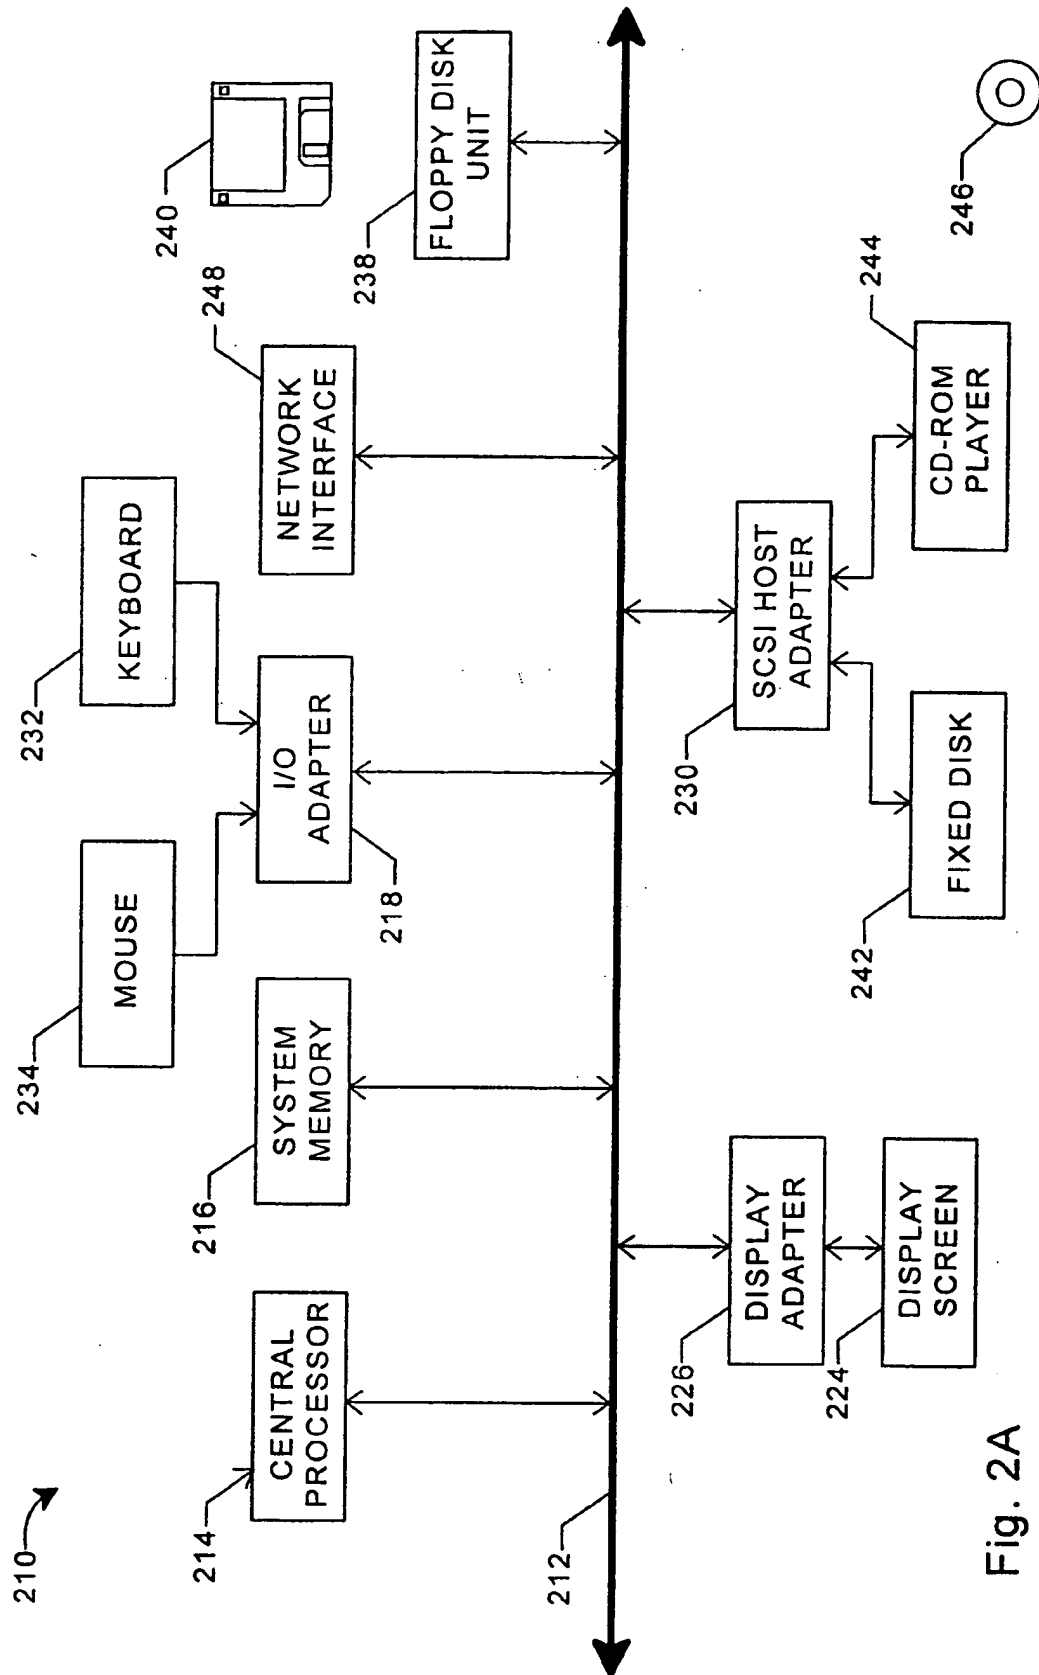 210
234
MOUSE
232
KEYBOARD
240
214
CENTRAL
PROCESSOR
216
SYSTEM
MEMORY
I/O
ADAPTER
218
248
NETWORK
INTERFACE
238
FLOPPY DISK
UNIT
212
226
DISPLAY
ADAPTER
230
SCSI HOST
ADAPTER
224
DISPLAY
SCREEN
242
FIXED DISK
244
CD-ROM
PLAYER
246
Fig. 2A